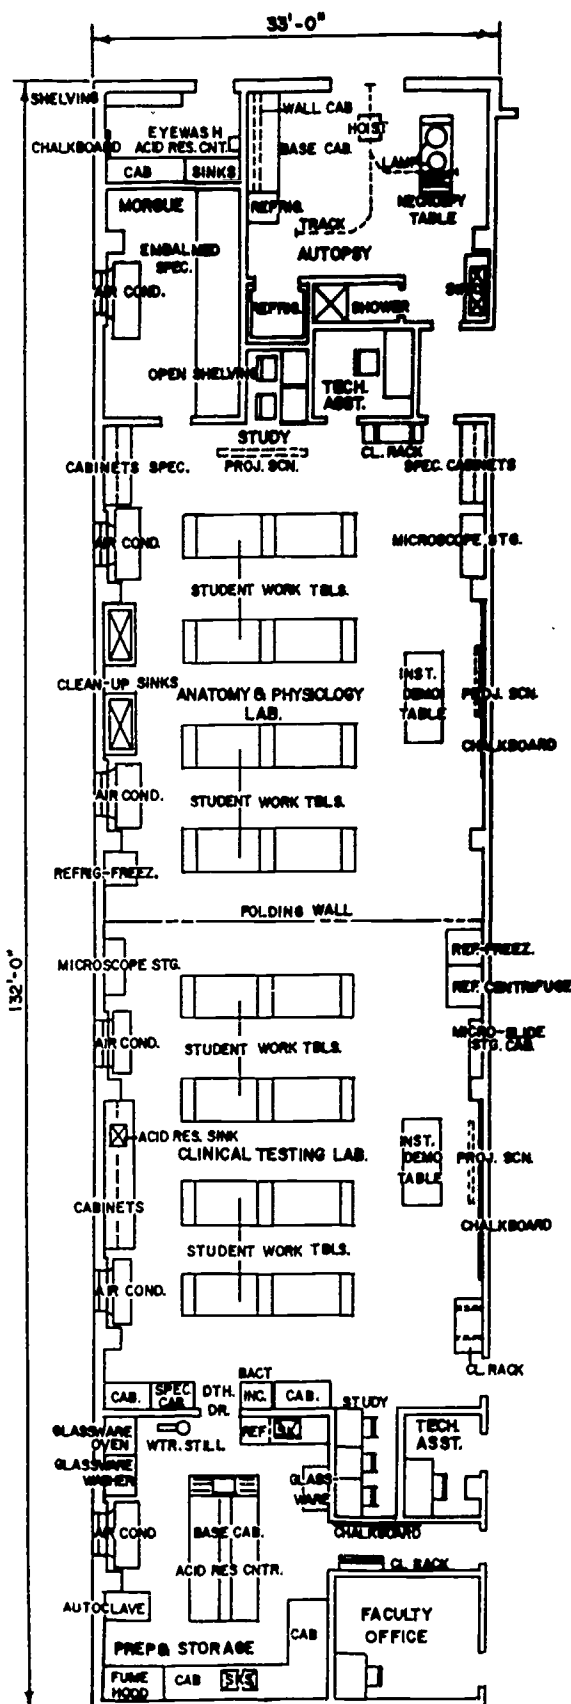 33'-0"
SHELVING
WALL CAB
HOIST
CHALKBOARD
EYEWASH
ACID RES. CNT.
BASE CAB.
LAMP
CAB
SINKS
MORGUE
REFRIG.
NECROPSY
TABLE
TRACK
EMBALMED
SPEC.
AUTOPSY
AIR COND.
REFRIG.
SHOWER
OPEN SHELVING
TECH.
ASST.
STUDY
PROJ. SCN.
CL. RACK
CABINETS SPEC.
SPEC. CABINETS
AIR COND.
MICROSCOPE STG.
STUDENT WORK TBLS.
CLEAN-UP SINKS
ANATOMY & PHYSIOLOGY
LAB.
INST.
DEMO
TABLE
PROJ. SCN.
CHALKBOARD
AIR COND.
STUDENT WORK TBLS.
REFRIG-FREEZ.
FOLDING WALL
132'-0"
MICROSCOPE STG.
REF. FREEZ.
REF. CENTRIFUGE
AIR COND.
STUDENT WORK TBLS.
MICRO-SLIDE
STG. CAB.
ACID RES. SINK
CLINICAL TESTING LAB.
INST.
DEMO
TABLE
PROJ. SCN.
CABINETS
CHALKBOARD
STUDENT WORK TBLS.
AIR COND.
CL. RACK
CAB.
SPEC.
CAB.
DTH.
DR.
BACT
INC.
CAB.
STUDY
GLASSWARE
OVEN
WTR. STILL
REF.
SK
TECH.
ASST.
GLASSWARE
WASHER
GLASS
WARE
AIR COND
BASE CAB.
CHALKBOARD
ACID RES CNTR.
CL. RACK
AUTOCLAVE
FACULTY
OFFICE
PREP & STORAGE
CAB
FUME
HOOD
CAB
SKS